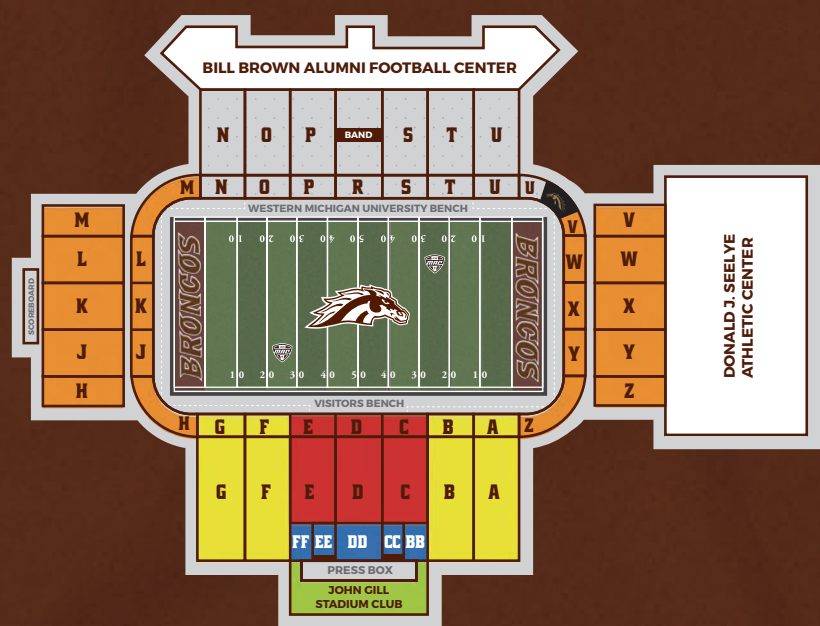 BILL BROWN ALUMNI FOOTBALL CENTER
N O P BAND S T U
M N O P R S T U U
WESTERN MICHIGAN UNIVERSITY BENCH
M
L
K
J
H
SCOREBOARD
L
K
J
H
BRONCOS
10 20 30 40 50 40 30 20 10
MAC
MAC
10 20 30 40 50 40 30 20 10
BRONCOS
V
W
X
Y
Z
V
W
X
Y
Z
DONALD J. SEELYE
ATHLETIC CENTER
VISITORS BENCH
G F E D C B A
G F E D C B A
FF EE DD CC BB
PRESS BOX
JOHN GILL
STADIUM CLUB